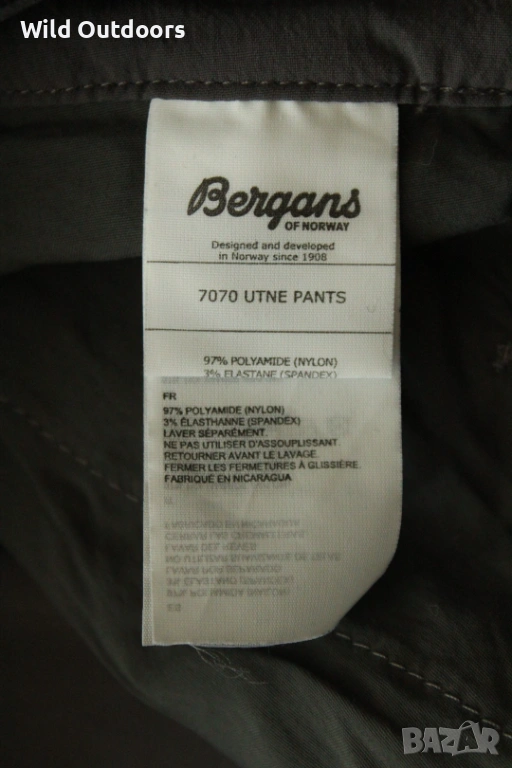 Wild Outdoors
Bergans
OF NORWAY
Designed and developed
in Norway since 1908
7070 UTNE PANTS
97% POLYAMIDE (NYLON)
3% ELASTANE (SPANDEX)
FR
97% POLYAMIDE (NYLON)
3% ÉLASTHANNE (SPANDEX)
LAVER SÉPARÉMENT.
NE PAS UTILISER D'ASSOUPLISSANT.
RETOURNER AVANT LE LAVAGE.
FERMER LES FERMETURES À GLISSIÈRE.
FABRIQUÉ EN NICARAGUA
BAZAR